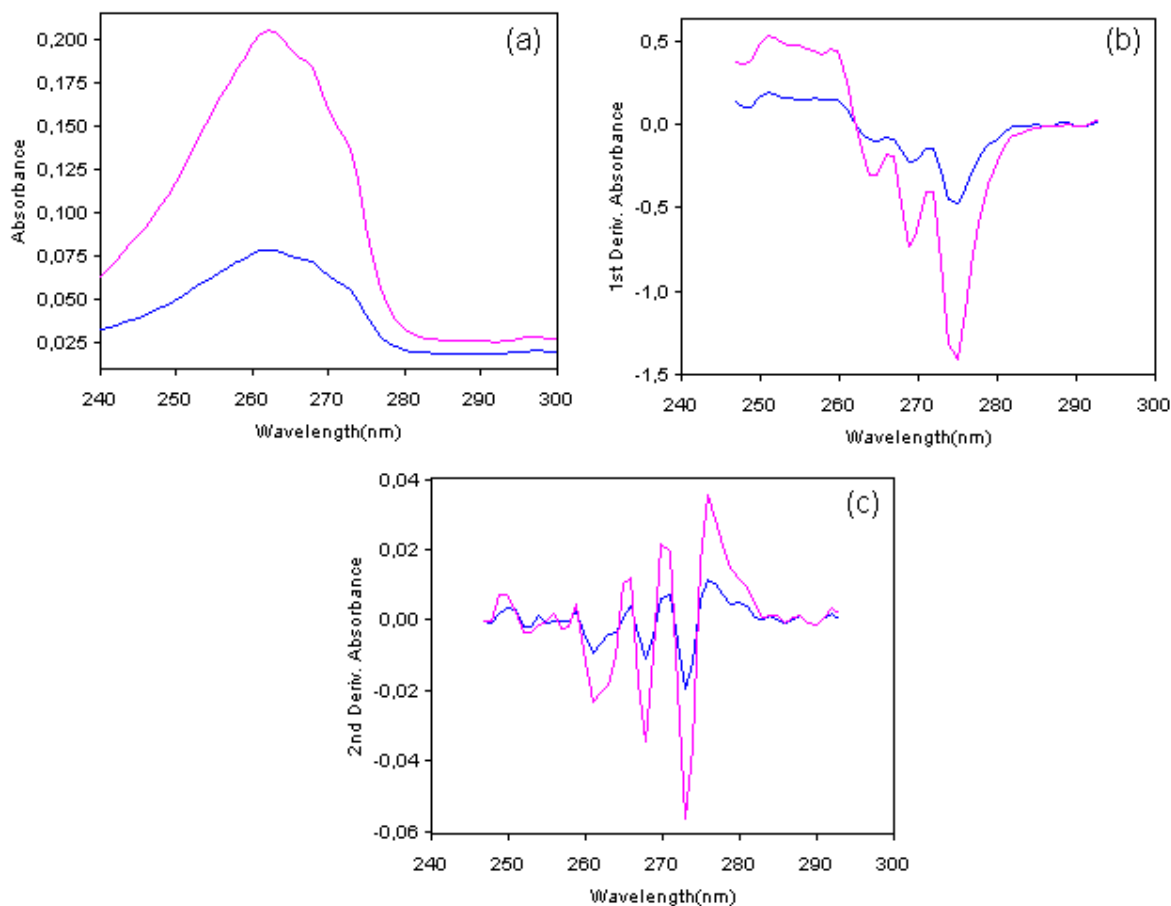 (a)
Absorbance
0,200
0,175
0,150
0,125
0,100
0,075
0,050
0,025
240 250 260 270 280 290 300
Wavelength(nm)
(b)
1st Deriv. Absorbance
0,5
0,0
-0,5
-1,0
-1,5
240 250 260 270 280 290 300
Wavelength(nm)
(c)
2nd Deriv. Absorbance
0,04
0,02
0,00
-0,02
-0,04
-0,06
240 250 260 270 280 290 300
Wavelength(nm)